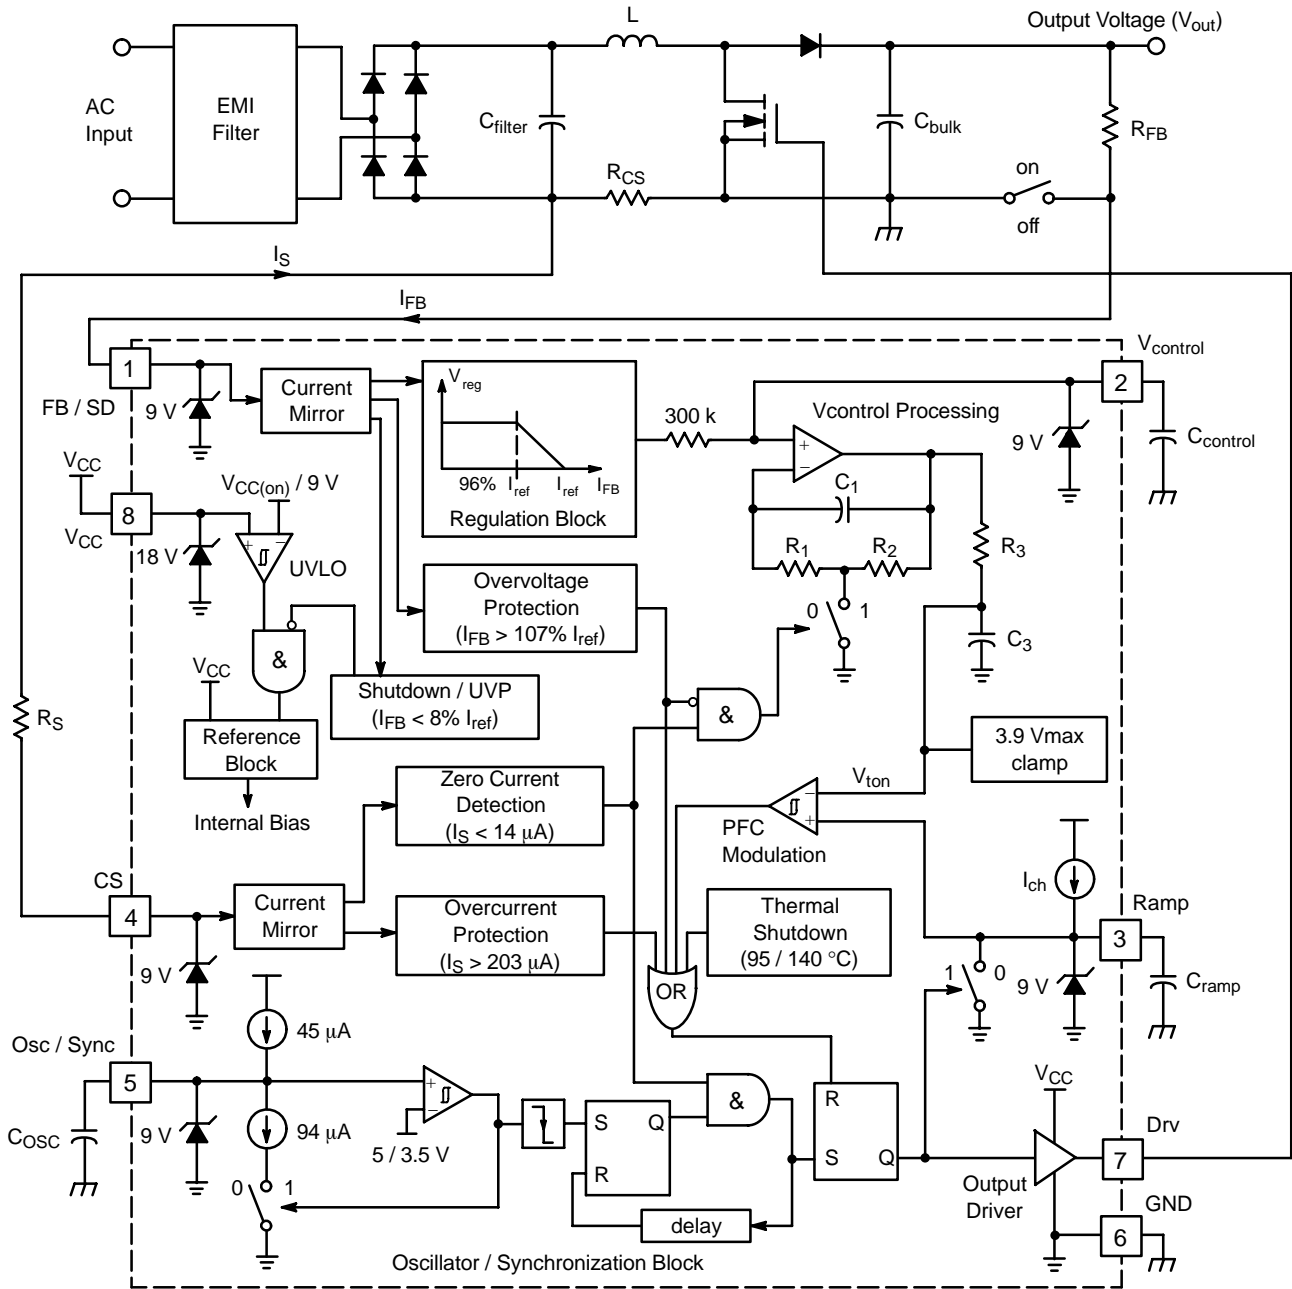 L
Output Voltage (Vout)
AC
Input
EMI
Filter
Cfilter
Cbulk
RFB
RCS
on
off
IS
IFB
Vcontrol
1
FB / SD
9 V
Current
Mirror
Vreg
96%
Iref
Iref
IFB
Regulation Block
300 k
Vcontrol Processing
+
−
9 V
2
Ccontrol
VCC
8
VCC
18 V
VCC(on) / 9 V
+
−
UVLO
C1
R1
R2
R3
0
1
C3
Overvoltage
Protection
(IFB > 107% Iref)
&
VCC
Shutdown / UVP
(IFB < 8% Iref)
&
RS
Reference
Block
Internal Bias
3.9 Vmax
clamp
Zero Current
Detection
(IS < 14 μA)
Vton
−
+
PFC
Modulation
Ich
CS
4
Current
Mirror
Overcurrent
Protection
(IS > 203 μA)
Thermal
Shutdown
(95 / 140 °C)
Ramp
3
9 V
OR
1
0
9 V
Cramp
45 μA
Osc / Sync
5
+
−
COSC
9 V
94 μA
5 / 3.5 V
0
1
S
Q
R
&
R
S
Q
VCC
Output
Driver
Drv
7
GND
6
delay
Oscillator / Synchronization Block